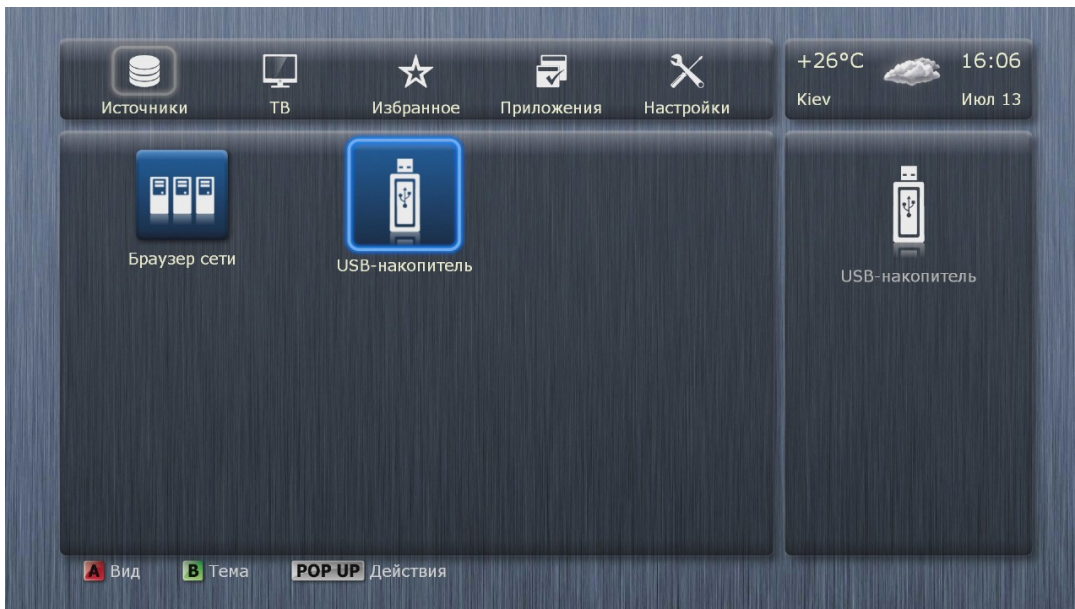 Источники ТВ Избранное Приложения Настройки
+26°C 16:06
Kiev Июл 13
Браузер сети
USB-накопитель
USB-накопитель
A Вид B Тема POP UP Действия